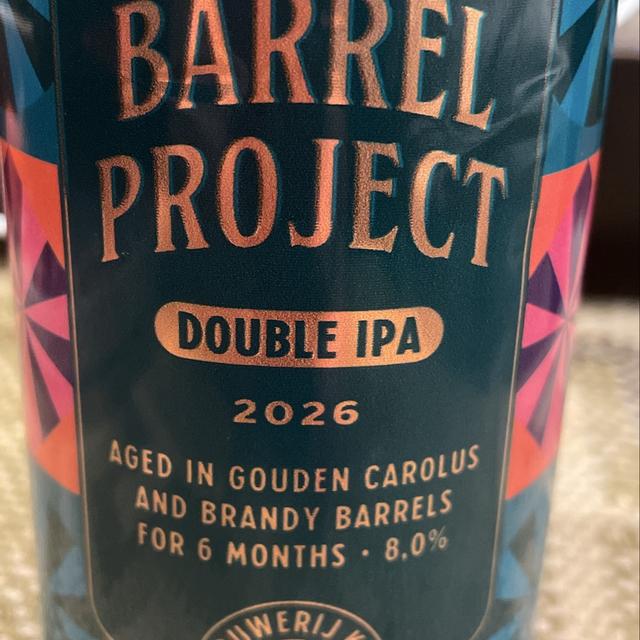 BARREL
PROJECT
DOUBLE IPA
2026
AGED IN GOUDEN CAROLUS
AND BRANDY BARRELS
FOR 6 MONTHS · 8,0%